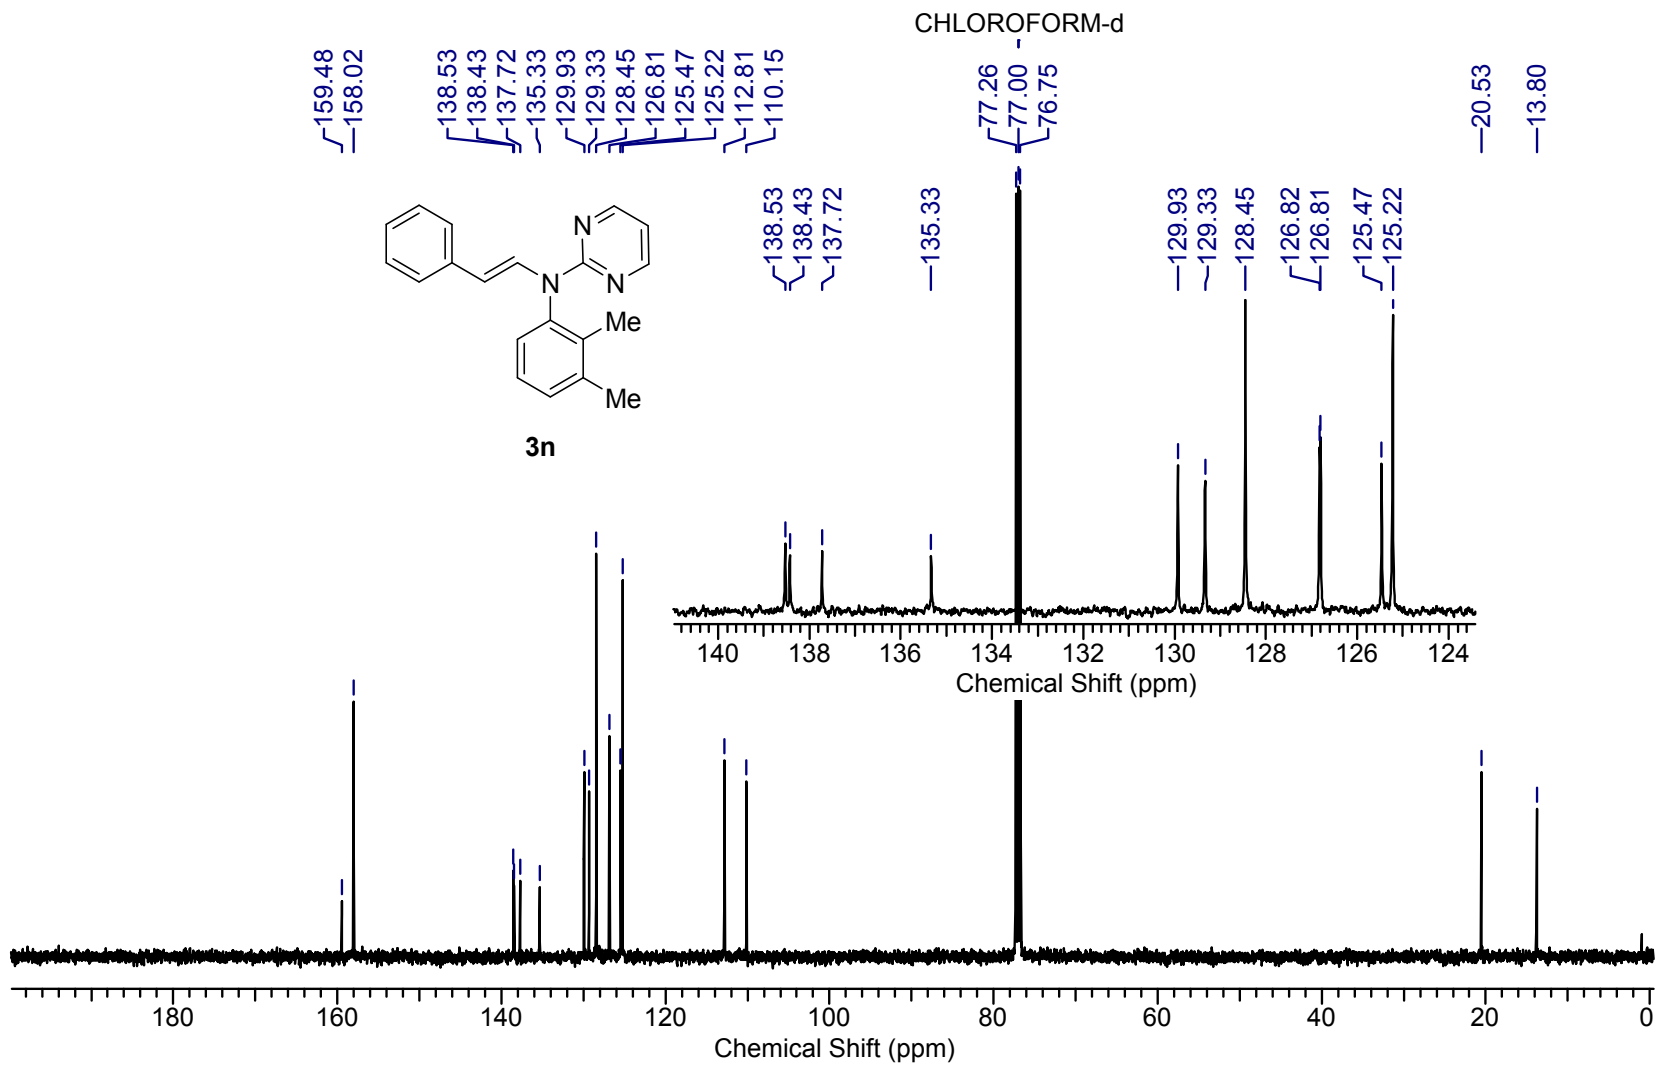 CHLOROFORM-d
159.48
158.02
138.53
138.43
137.72
135.33
129.93
129.33
128.45
126.81
125.47
125.22
112.81
110.15
77.26
77.00
76.75
20.53
13.80
138.53
138.43
137.72
135.33
129.93
129.33
128.45
126.82
126.81
125.47
125.22
N
N
N
Me
Me
3n
140 138 136 134 132 130 128 126 124
Chemical Shift (ppm)
180 160 140 120 100 80 60 40 20 0
Chemical Shift (ppm)